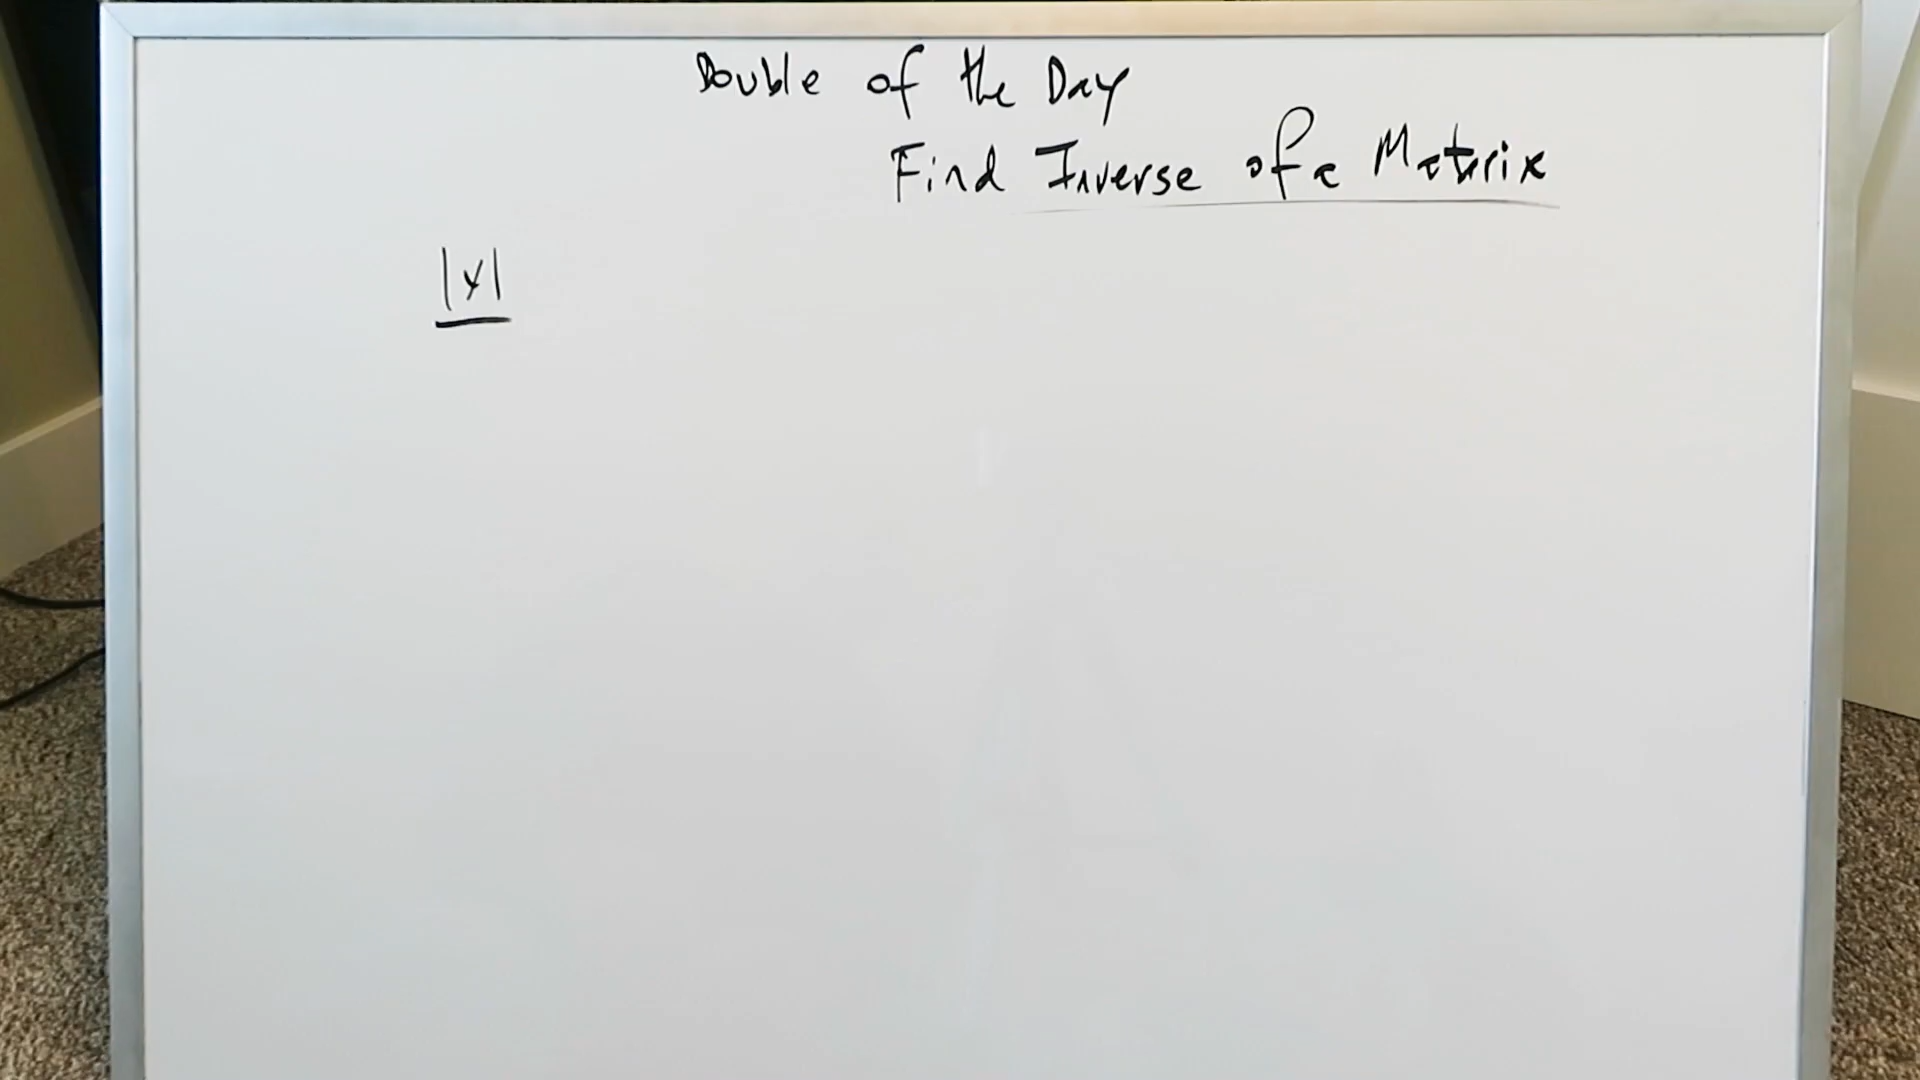 Double of the Day
Find Inverse of a Matrix
1x1